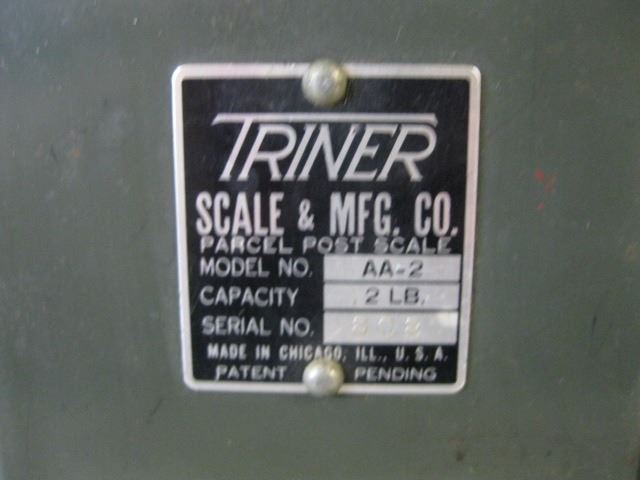 TRINER
SCALE & MFG. CO.
PARCEL POST SCALE
MODEL NO. AA-2
CAPACITY 2 LB.
SERIAL NO.
MADE IN CHICAGO, ILL., U. S. A.
PATENT PENDING